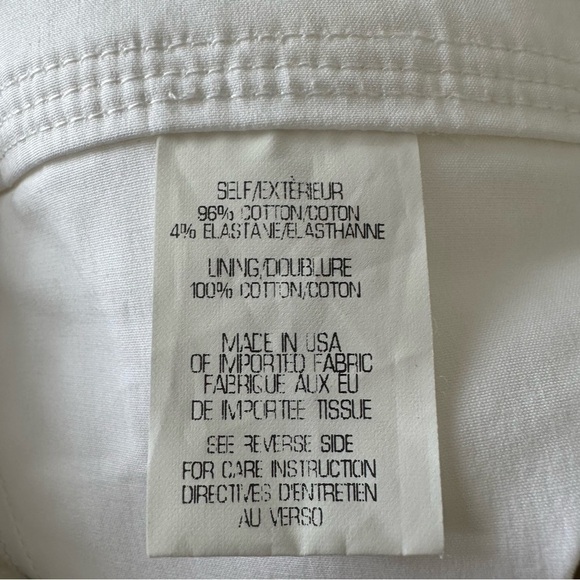 SELF/EXTÈRIEUR
96% COTTON/COTON
4% ELASTANE/ELASTHANNE
LINING/DOUBLURE
100% COTTON/COTON
MADE IN USA
OF IMPORTED FABRIC
FABRIQUE AUX EU
DE IMPORTEE TISSUE
SEE REVERSE SIDE
FOR CARE INSTRUCTION
DIRECTIVES D'ENTRETIEN
AU VERSO